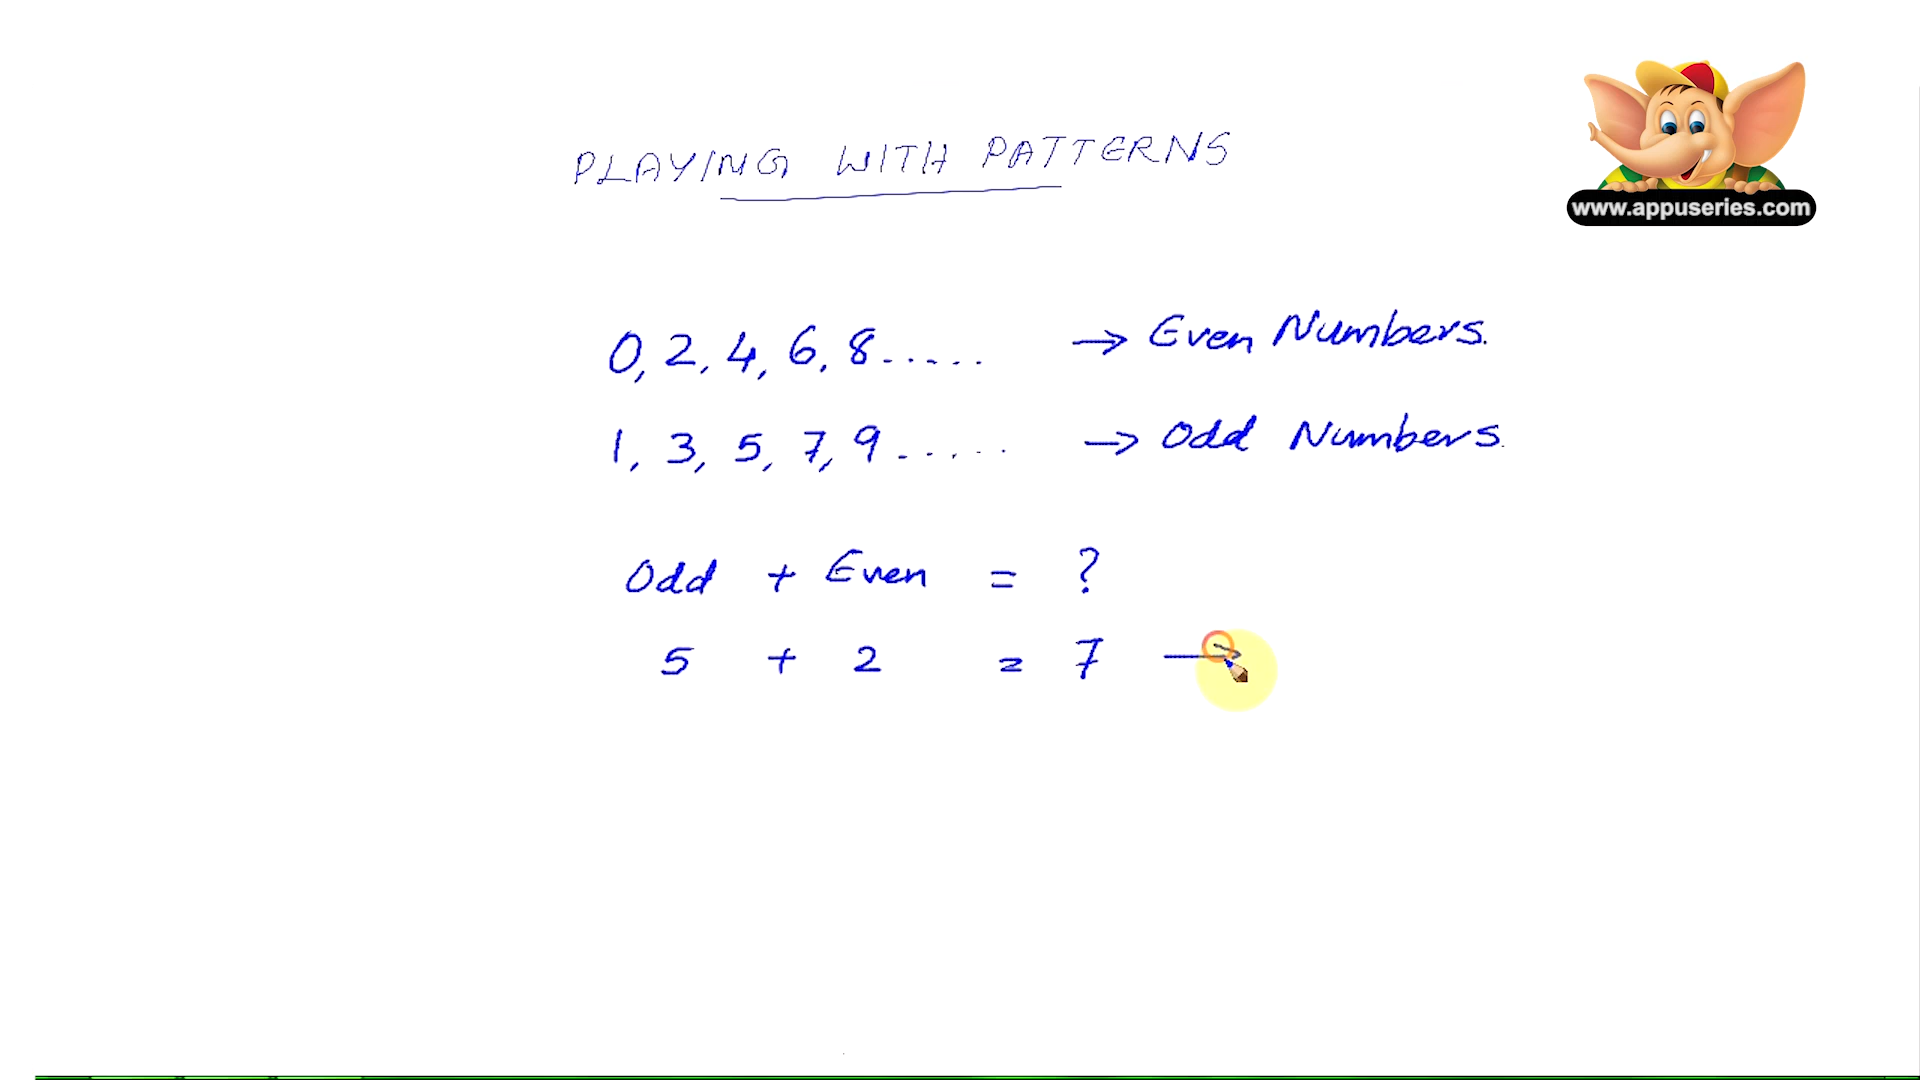 PLAYING WITH PATTERNS
www.appuseries.com
0, 2, 4, 6, 8..... → Even Numbers.
1, 3, 5, 7, 9..... → Odd Numbers.
Odd + Even = ?
5 + 2 = 7 →